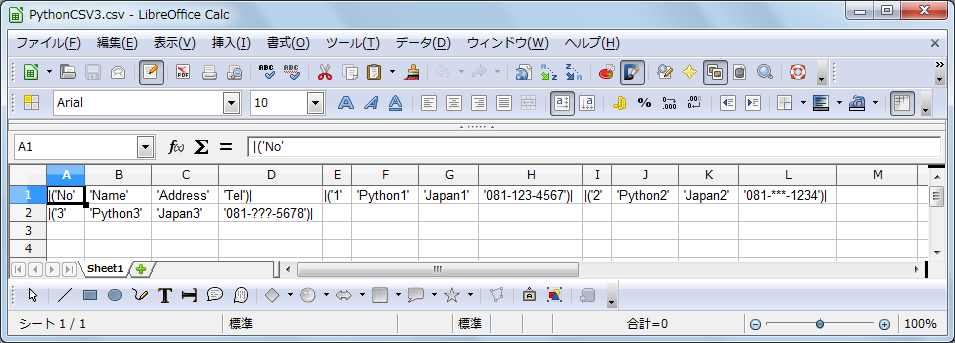 PythonCSV3.csv - LibreOffice Calc
ファイル(F) 編集(E) 表示(V) 挿入(I) 書式(O) ツール(T) データ(D) ウィンドウ(W) ヘルプ(H)
Arial 10
A1 |('No'
A B C D E F G H I J K L M
1 |('No' 'Name' 'Address' 'Tel')| |('1' 'Python1' 'Japan1' '081-123-4567')| |('2' 'Python2' 'Japan2' '081-***-1234')|
2 |('3' 'Python3' 'Japan3' '081-???-5678')|
3
4
Sheet1
シート 1 / 1 標準 標準 合計=0 100%